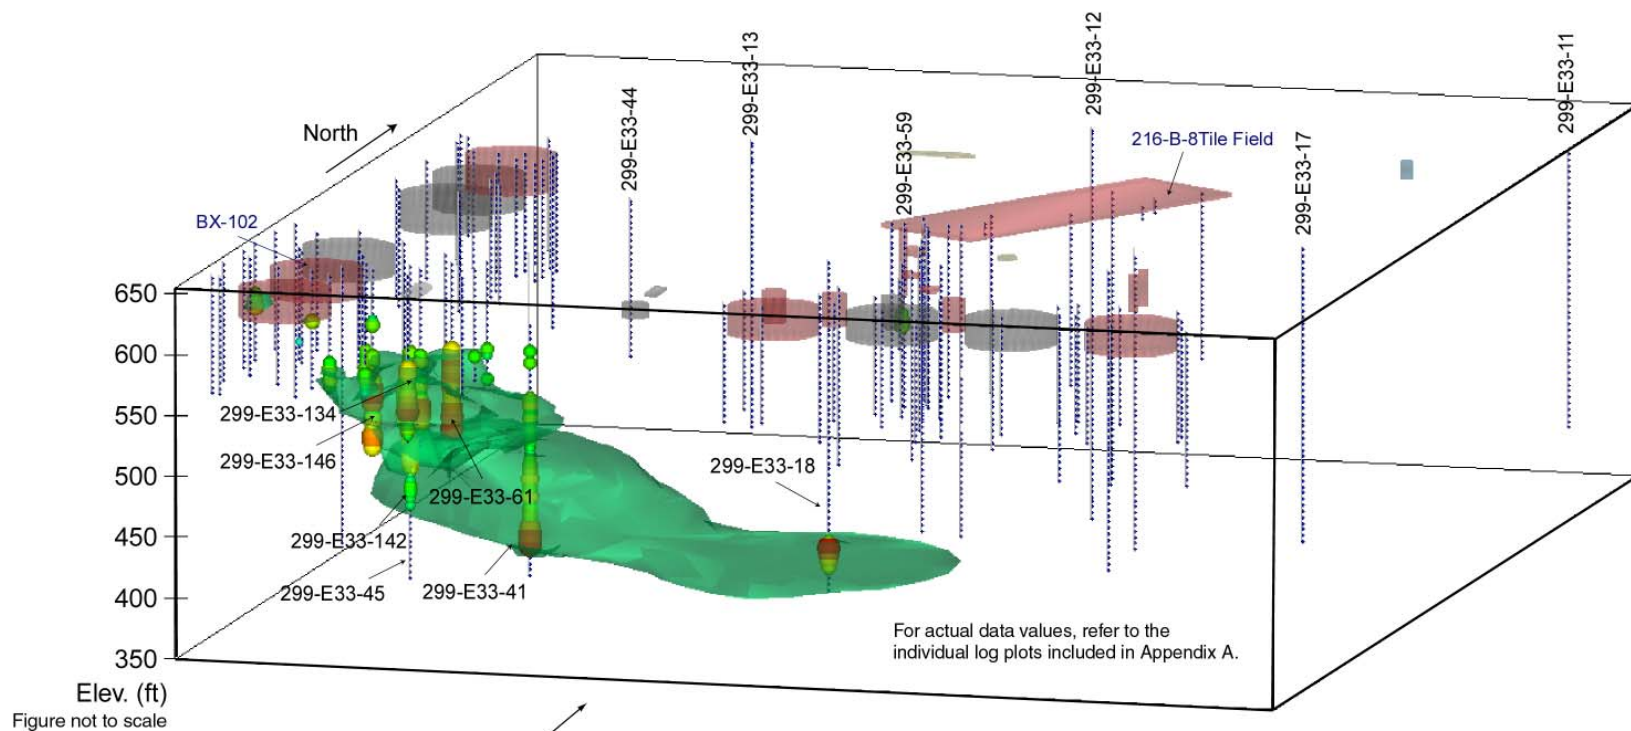 299-E33-13
299-E33-12
299-E33-11
299-E33-44
299-E33-59
North
216-B-8Tile Field
299-E33-17
BX-102
650
600
550
299-E33-134
299-E33-146
500
299-E33-18
299-E33-61
450
299-E33-142
299-E33-45
299-E33-41
400
For actual data values, refer to the
individual log plots included in Appendix A.
350
Elev. (ft)
Figure not to scale